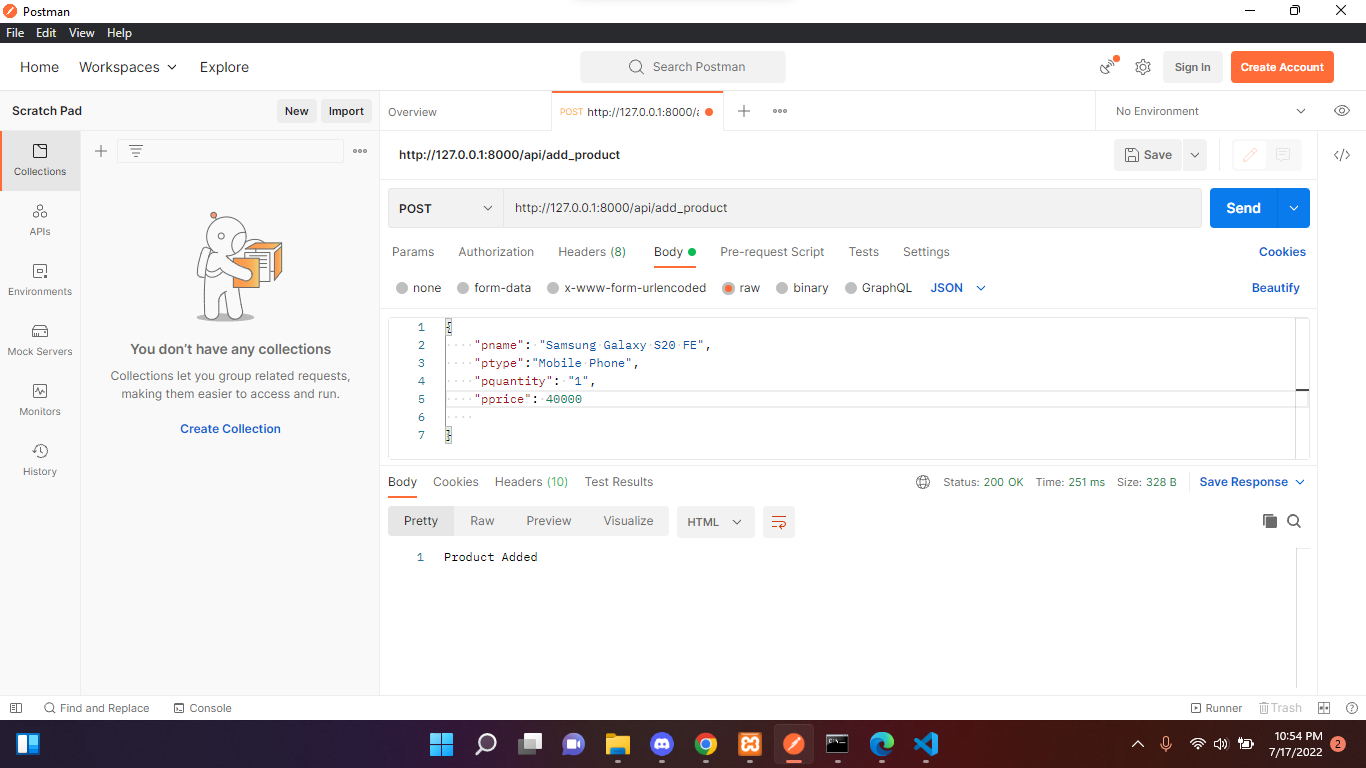 Postman
File Edit View Help
Home Workspaces Explore
Search Postman
Sign In
Create Account
Scratch Pad
New
Import
Overview
POST http://127.0.0.1:8000/a
No Environment
Collections
APIs
Environments
Mock Servers
Monitors
History
You don't have any collections
Collections let you group related requests,
making them easier to access and run.
Create Collection
http://127.0.0.1:8000/api/add_product
Save
POST
http://127.0.0.1:8000/api/add_product
Send
Params Authorization Headers (8) Body Pre-request Script Tests Settings
Cookies
none form-data x-www-form-urlencoded raw binary GraphQL JSON
Beautify
1 {
2 "pname": "Samsung Galaxy S20 FE",
3 "ptype":"Mobile Phone",
4 "pquantity": "1",
5 "pprice": 40000
6
7 }
Body Cookies Headers (10) Test Results
Status: 200 OK Time: 251 ms Size: 328 B
Save Response
Pretty Raw Preview Visualize HTML
1 Product Added
Find and Replace Console
Runner Trash
10:54 PM
7/17/2022
2